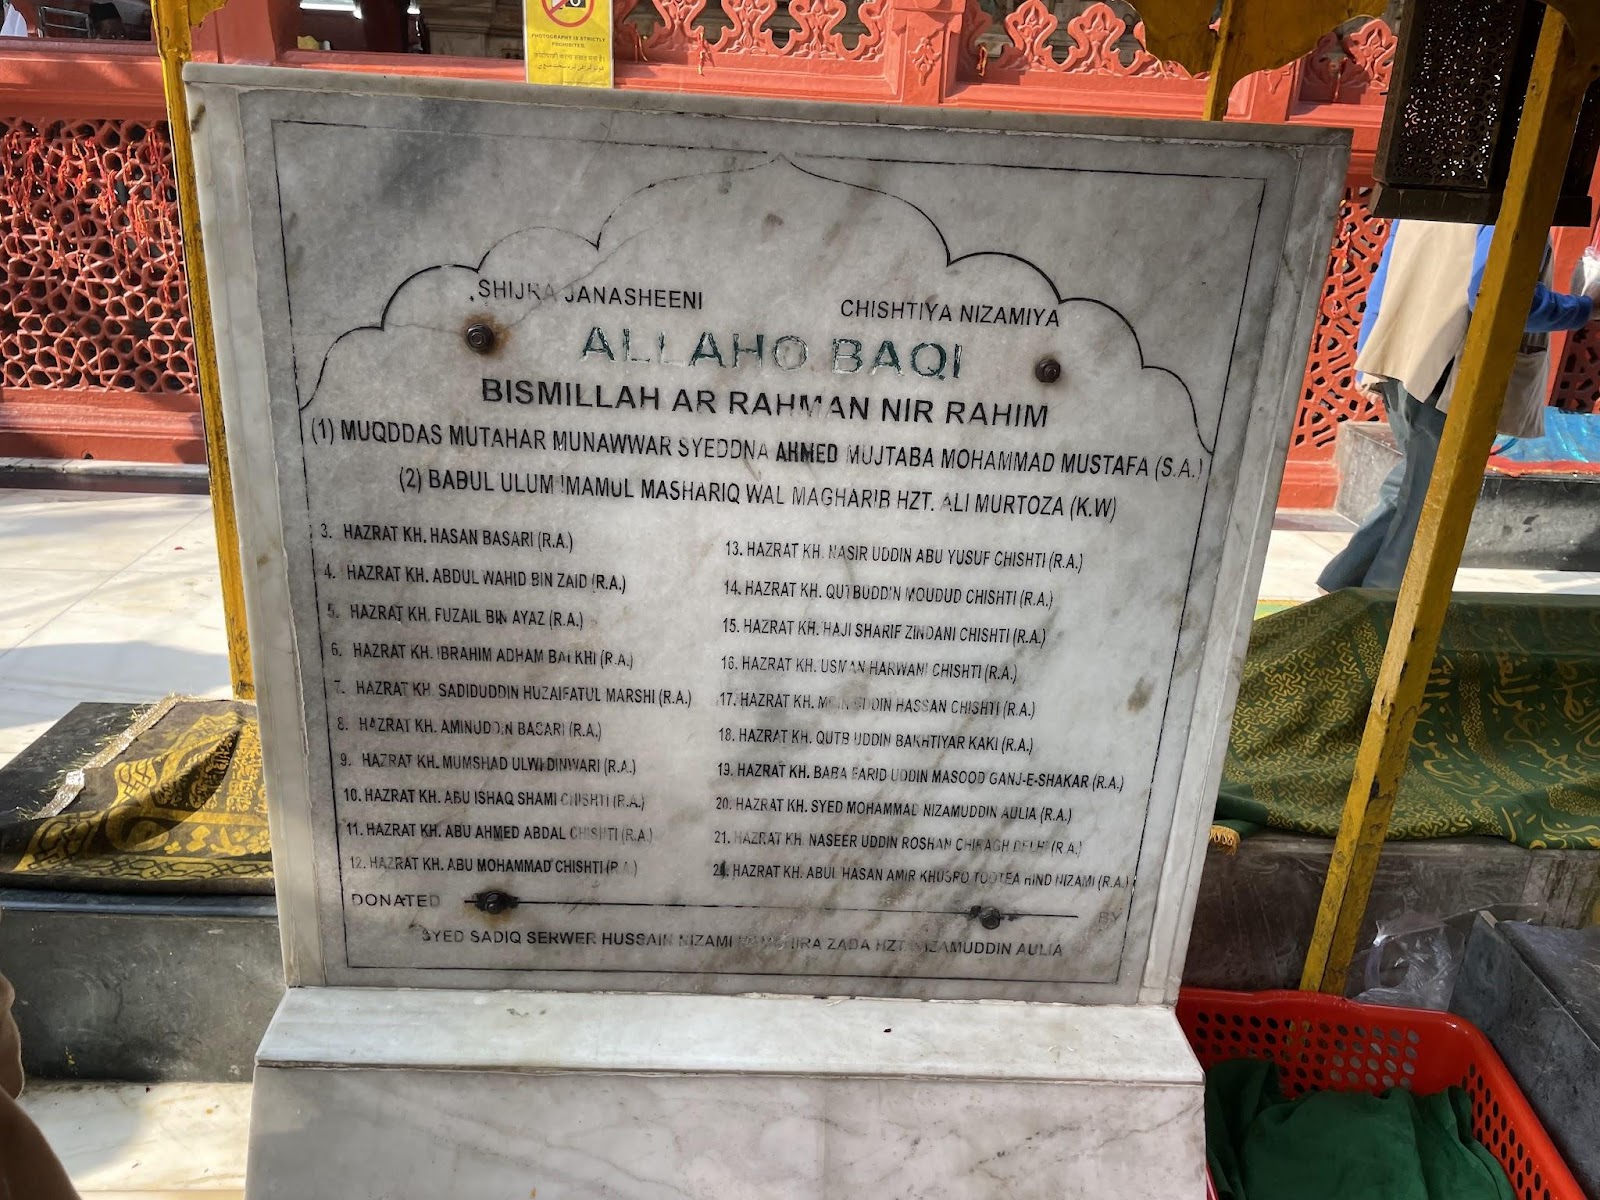 PHOTOGRAPHY IS STRICTLY
PROHIBITED.
SHIJRA JANASHEENI CHISHTIYA NIZAMIYA
ALLAHO BAQI
BISMILLAH AR RAHMAN NIR RAHIM
(1) MUQDDAS MUTAHAR MUNAWWAR SYEDDNA AHMED MUJTABA MOHAMMAD MUSTAFA (S.A.)
(2) BABUL ULUM IMAMUL MASHARIQ WAL MAGHARIB HZT. ALI MURTOZA (K.W)
3. HAZRAT KH. HASAN BASARI (R.A.)
4. HAZRAT KH. ABDUL WAHID BIN ZAID (R.A.)
5. HAZRAT KH. FUZAIL BIN AYAZ (R.A.)
6. HAZRAT KH. IBRAHIM ADHAM BALKHI (R.A.)
7. HAZRAT KH. SADIDUDDIN HUZAIFATUL MARSHI (R.A.)
8. HAZRAT KH. AMINUDDIN BASARI (R.A.)
9. HAZRAT KH. MUMSHAD ULWI DINWARI (R.A.)
10. HAZRAT KH. ABU ISHAQ SHAMI CHISHTI (R.A.)
11. HAZRAT KH. ABU AHMED ABDAL CHISHTI (R.A.)
12. HAZRAT KH. ABU MOHAMMAD CHISHTI (R.A.)
13. HAZRAT KH. NASIR UDDIN ABU YUSUF CHISHTI (R.A.)
14. HAZRAT KH. QUTBUDDIN MOUDUD CHISHTI (R.A.)
15. HAZRAT KH. HAJI SHARIF ZINDANI CHISHTI (R.A.)
16. HAZRAT KH. USMAN HARWANI CHISHTI (R.A.)
17. HAZRAT KH. MOIN UDDIN HASSAN CHISHTI (R.A.)
18. HAZRAT KH. QUTB UDDIN BAKHTIYAR KAKI (R.A.)
19. HAZRAT KH. BABA FARID UDDIN MASOOD GANJ-E-SHAKAR (R.A.)
20. HAZRAT KH. SYED MOHAMMAD NIZAMUDDIN AULIA (R.A.)
21. HAZRAT KH. NASEER UDDIN ROSHAN CHIRAGH DELHI (R.A.)
21. HAZRAT KH. ABUL HASAN AMIR KHUSRO TOOTEA HIND NIZAMI (R.A.)
DONATED BY
SYED SADIQ SERWER HUSSAIN NIZAMI HAMSHIRA ZADA HZT. NIZAMUDDIN AULIA